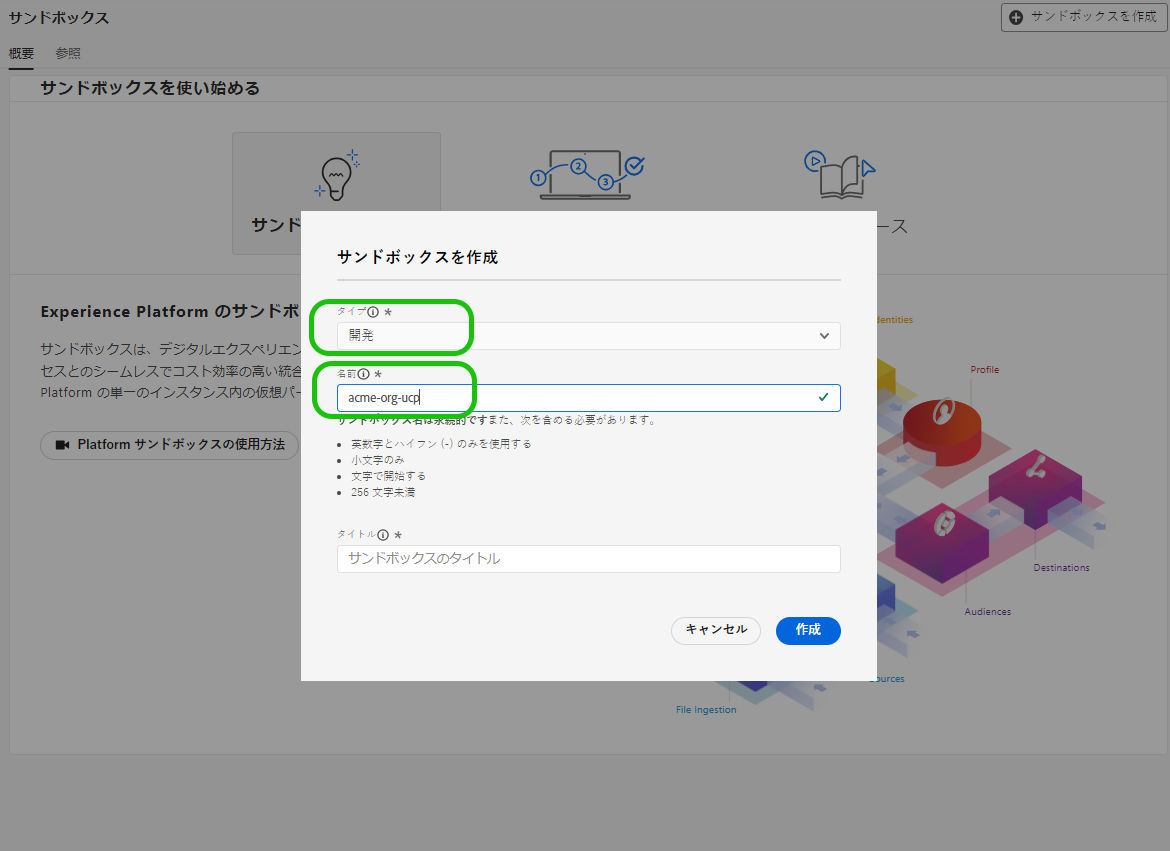 サンドボックス
サンドボックスを作成
概要
参照
サンドボックスを使い始める
1
2
3
サンド
ース
サンドボックスを作成
Experience Platform のサンドボ
サンドボックスは、デジタルエクスペリエン
セスとのシームレスでコスト効率の高い統合
Platform の単一のインスタンス内の仮想パー
Platform サンドボックスの使用方法
タイプ *
開発
名前 *
acme-org-ucp
サンドボックス名は永続的ですまた、次を含める必要があります。
英数字とハイフン (-) のみを使用する
小文字のみ
文字で開始する
256 文字未満
タイトル *
サンドボックスのタイトル
キャンセル
作成
dentities
Profile
Destinations
Audiences
ources
File Ingestion